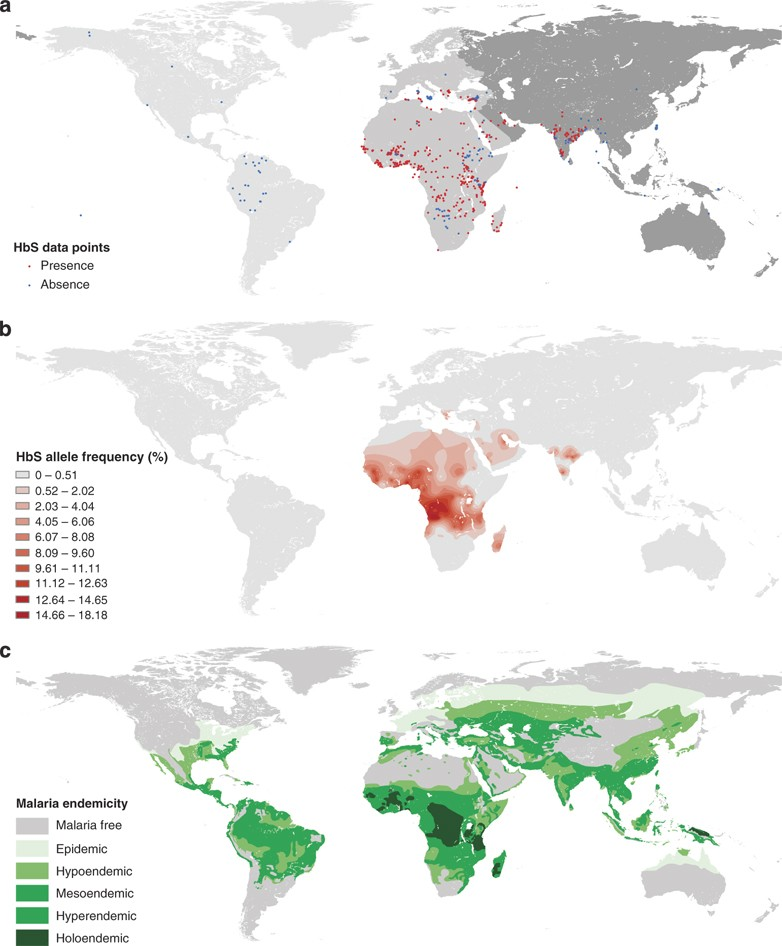 a
HbS data points
Presence
Absence
b
HbS allele frequency (%)
0 – 0.51
0.52 – 2.02
2.03 – 4.04
4.05 – 6.06
6.07 – 8.08
8.09 – 9.60
9.61 – 11.11
11.12 – 12.63
12.64 – 14.65
14.66 – 18.18
c
Malaria endemicity
Malaria free
Epidemic
Hypoendemic
Mesoendemic
Hyperendemic
Holoendemic